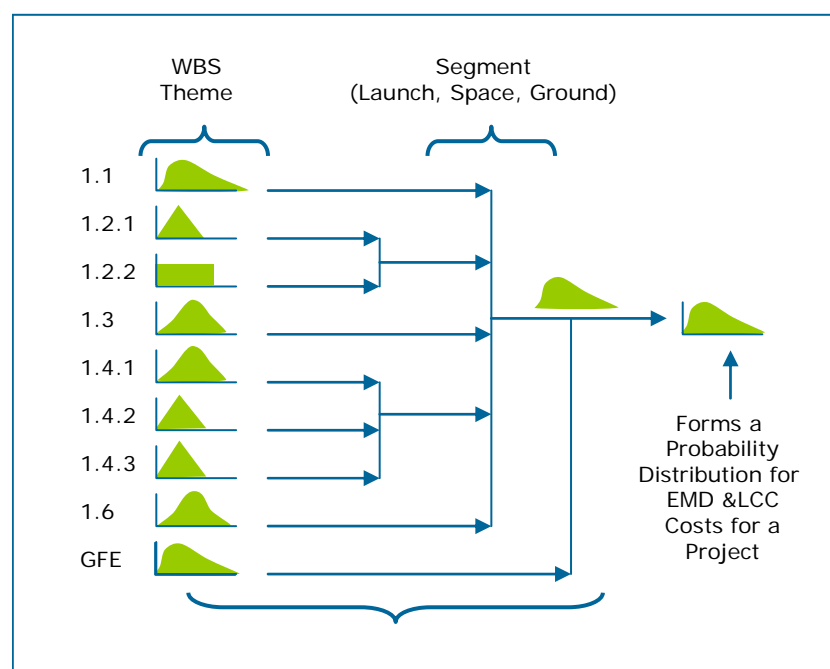 WBS
Theme
Segment
(Launch, Space, Ground)
1.1
1.2.1
1.2.2
1.3
1.4.1
1.4.2
1.4.3
1.6
GFE
Forms a
Probability
Distribution for
EMD &LCC
Costs for a
Project